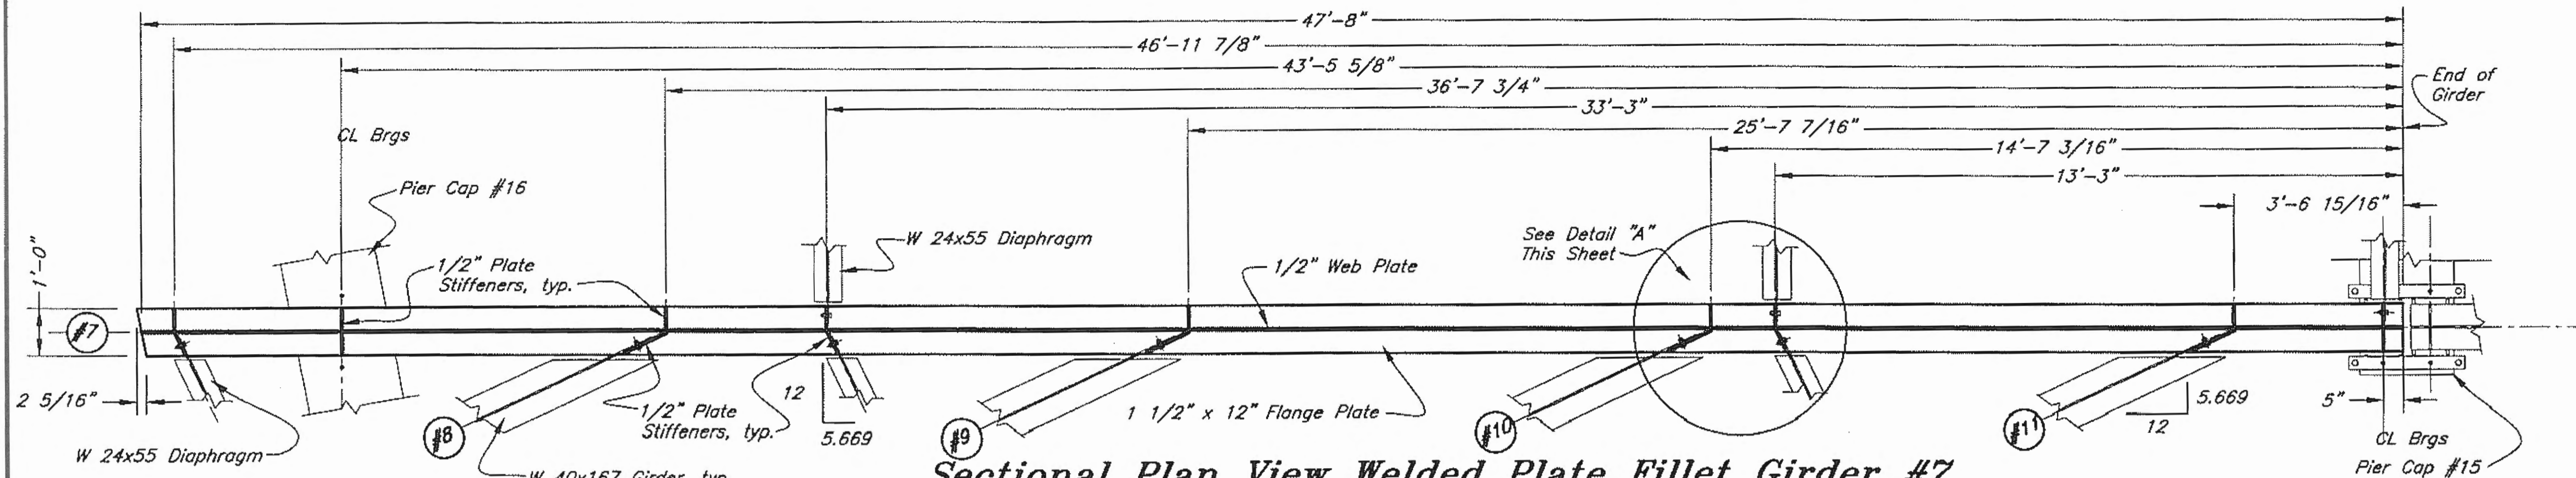 47'-8"
46'-11 7/8"
43'-5 5/8"
36'-7 3/4"
33'-3"
25'-7 7/16"
14'-7 3/16"
13'-3"
3'-6 15/16"
End of
Girder
CL Brgs
Pier Cap #16
W 24x55 Diaphragm
See Detail "A"
This Sheet
1/2" Plate
Stiffeners, typ.
1/2" Web Plate
1'-0"
#7
2 5/16"
W 24x55 Diaphragm
#8
1/2" Plate
Stiffeners, typ.
12
5.669
#9
1 1/2" x 12" Flange Plate
#10
#11
12
5.669
5"
CL Brgs
Pier Cap #15
W 40x167 Girder, typ.
Sectional Plan View Welded Plate Fillet Girder #7